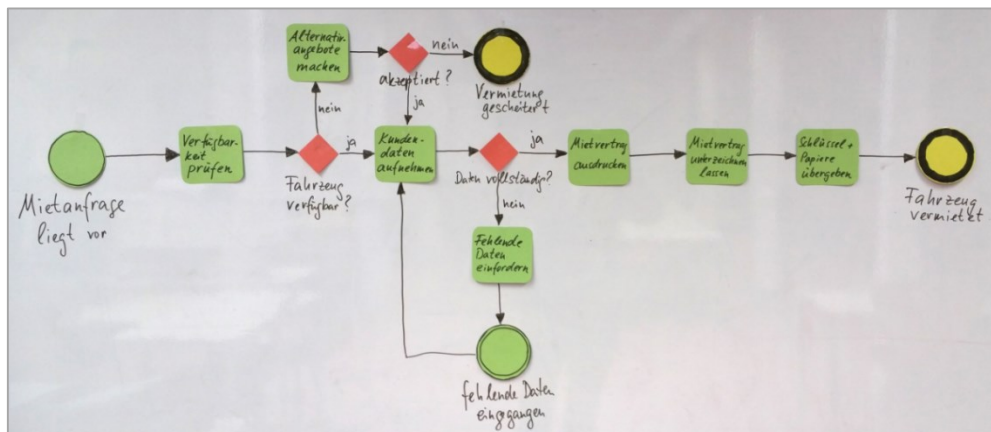 Alternativ-
angebote
machen
nein
akzeptiert?
Vermietung
gescheitert
nein
ja
Mietanfrage
liegt vor
Verfügbar-
keit
prüfen
Fahrzeug
verfügbar?
ja
Kunden-
daten
aufnehmen
Daten vollständig?
ja
nein
Mietvertrag
ausdrucken
Mietvertrag
unterzeichnen
lassen
Schlüssel +
Papiere
übergeben
Fahrzeug
vermietet
Fehlende
Daten
einfordern
fehlende Daten
eingegangen